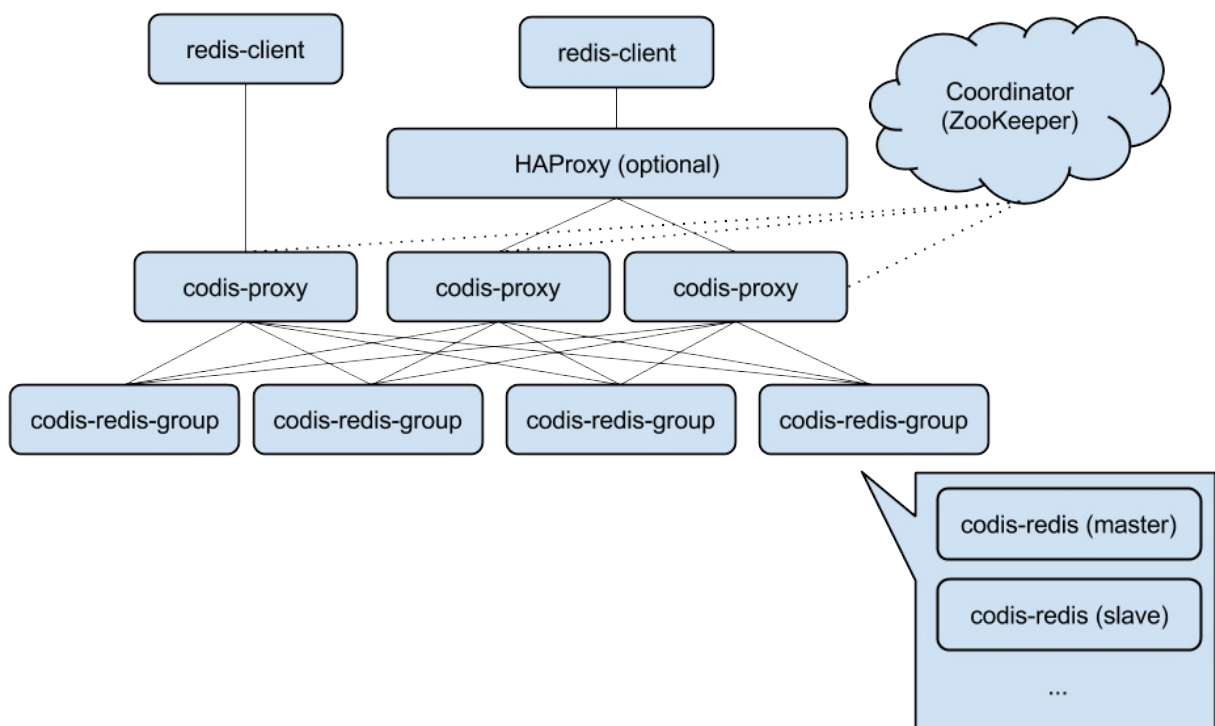 redis-client
redis-client
Coordinator
(ZooKeeper)
HAProxy (optional)
codis-proxy
codis-proxy
codis-proxy
codis-redis-group
codis-redis-group
codis-redis-group
codis-redis-group
codis-redis (master)
codis-redis (slave)
...